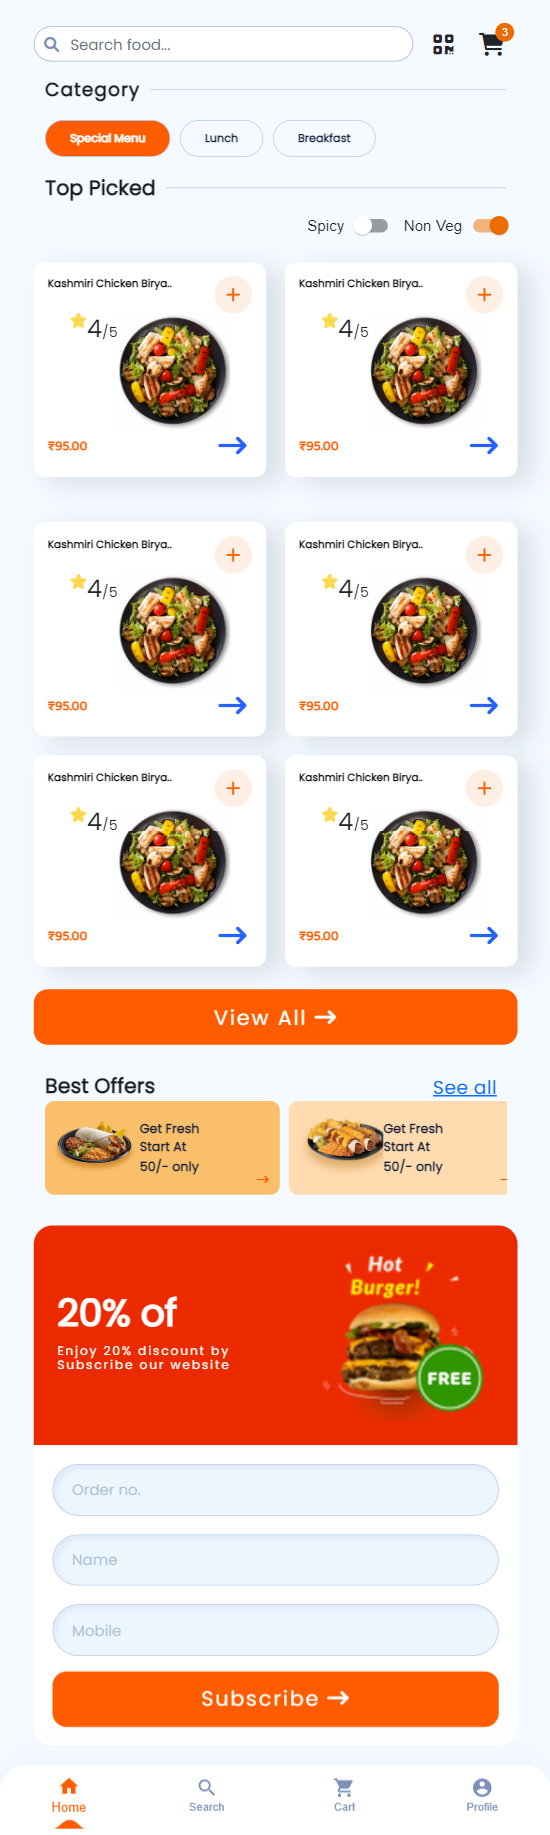 Search food...
3
Category
Special Menu
Lunch
Breakfast
Top Picked
Spicy
Non Veg
Kashmiri Chicken Birya..
4/5
₹95.00
Kashmiri Chicken Birya..
4/5
₹95.00
Kashmiri Chicken Birya..
4/5
₹95.00
Kashmiri Chicken Birya..
4/5
₹95.00
Kashmiri Chicken Birya..
4/5
₹95.00
Kashmiri Chicken Birya..
4/5
₹95.00
View All →
Best Offers
See all
Get Fresh
Start At
50/- only
→
Get Fresh
Start At
50/- only
20% of
Enjoy 20% discount by
Subscribe our website
Hot
Burger!
FREE
Order no.
Name
Mobile
Subscribe →
Home
Search
Cart
Profile